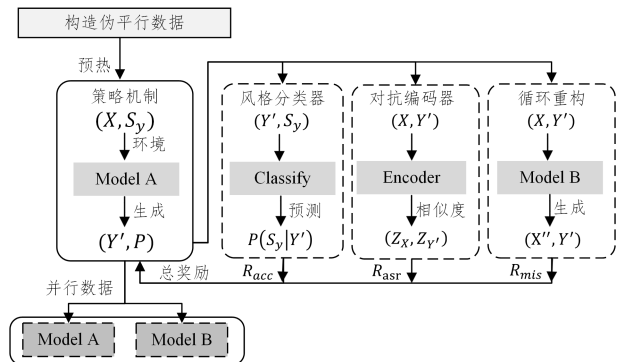 构造伪平行数据
预热
策略机制
(X, S_y)
环境
Model A
生成
(Y′, P)
风格分类器
(Y′, S_y)
Classify
预测
P(S_y|Y′)
对抗编码器
(X, Y′)
Encoder
相似度
(Z_X, Z_Y′)
循环重构
(X, Y′)
Model B
生成
(X′′, Y′)
总奖励
R_acc
R_asr
R_mis
并行数据
Model A
Model B